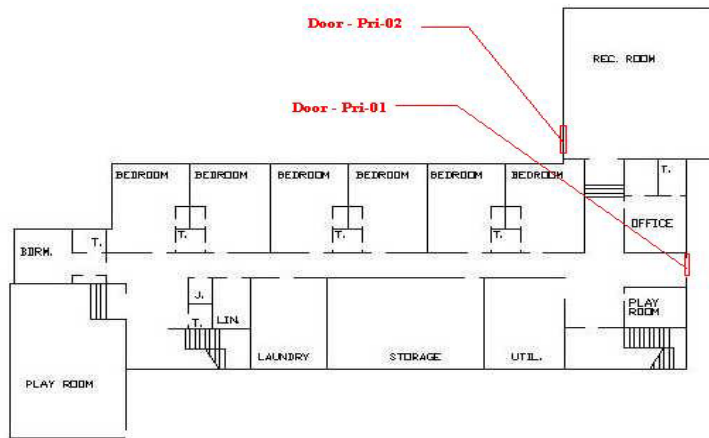 Door - Pri-02
REC. ROOM
Door - Pri-01
BEDROOM BEDROOM BEDROOM BEDROOM BEDROOM BEDROOM T.
OFFICE
T. T. T. T.
BDRM.
J.
PLAY
ROOM
T. LIN.
LAUNDRY STORAGE UTIL.
PLAY ROOM